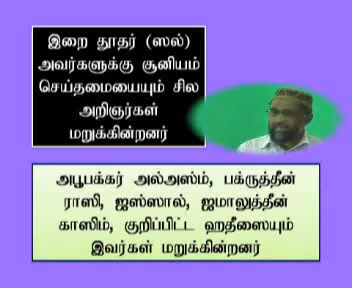 இறை தூதர் (ஸல்)
அவர்களுக்கு சூனியம்
செய்தமையையும் சில
அறிஞர்கள்
மறுக்கின்றனர்
அபூபக்கர் அல்அஸ்ம், பக்ருத்தீன்
ராஸி, ஜஸ்ஸால், ஜமாலுத்தீன்
காஸிம், குறிப்பிட்ட ஹதீஸையும்
இவர்கள் மறுக்கின்றனர்